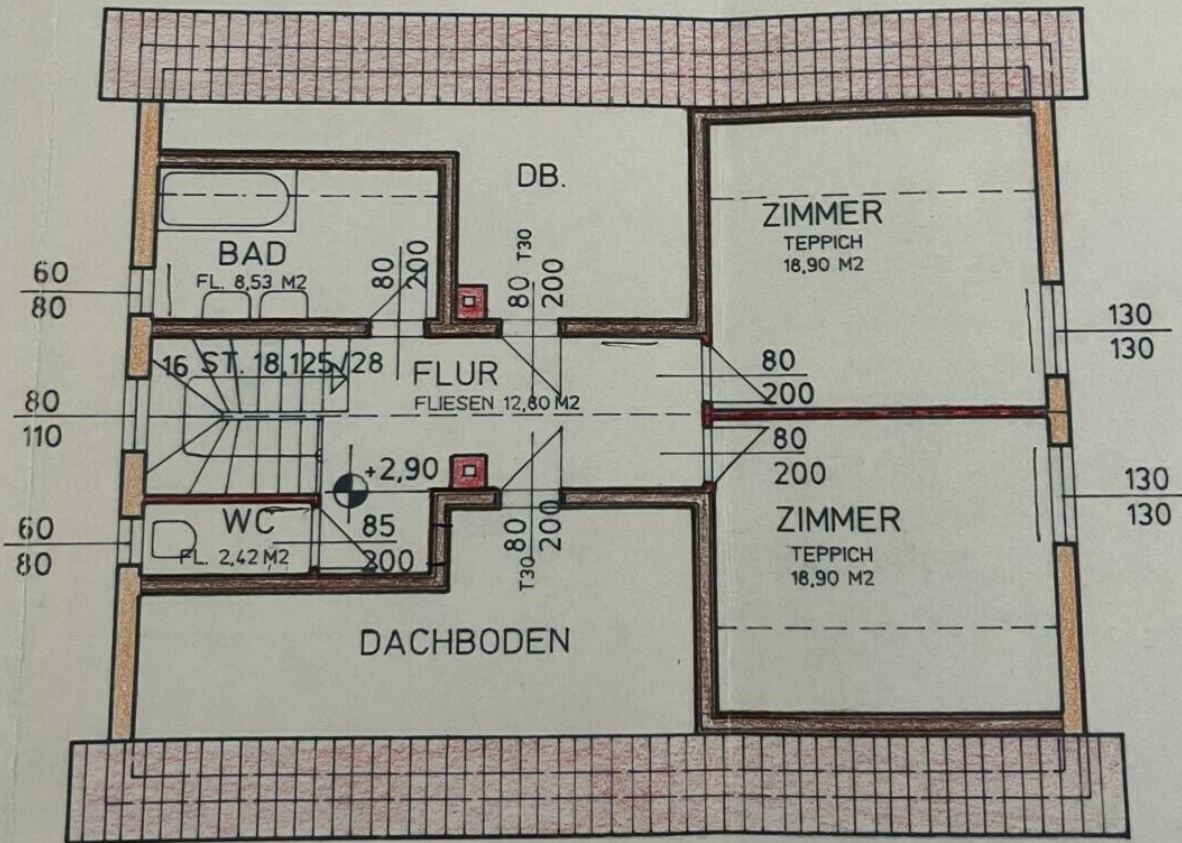 DB.
ZIMMER
TEPPICH
18,90 M2
BAD
FL. 8,53 M2
80
200
80
200
T30
60
80
130
130
16 ST. 18,125/28
FLUR
FLIESEN 12,80 M2
80
200
80
110
80
200
+2,90
130
130
WC
FL. 2,42 M2
85
200
80
200
T30
ZIMMER
TEPPICH
18,90 M2
60
80
DACHBODEN